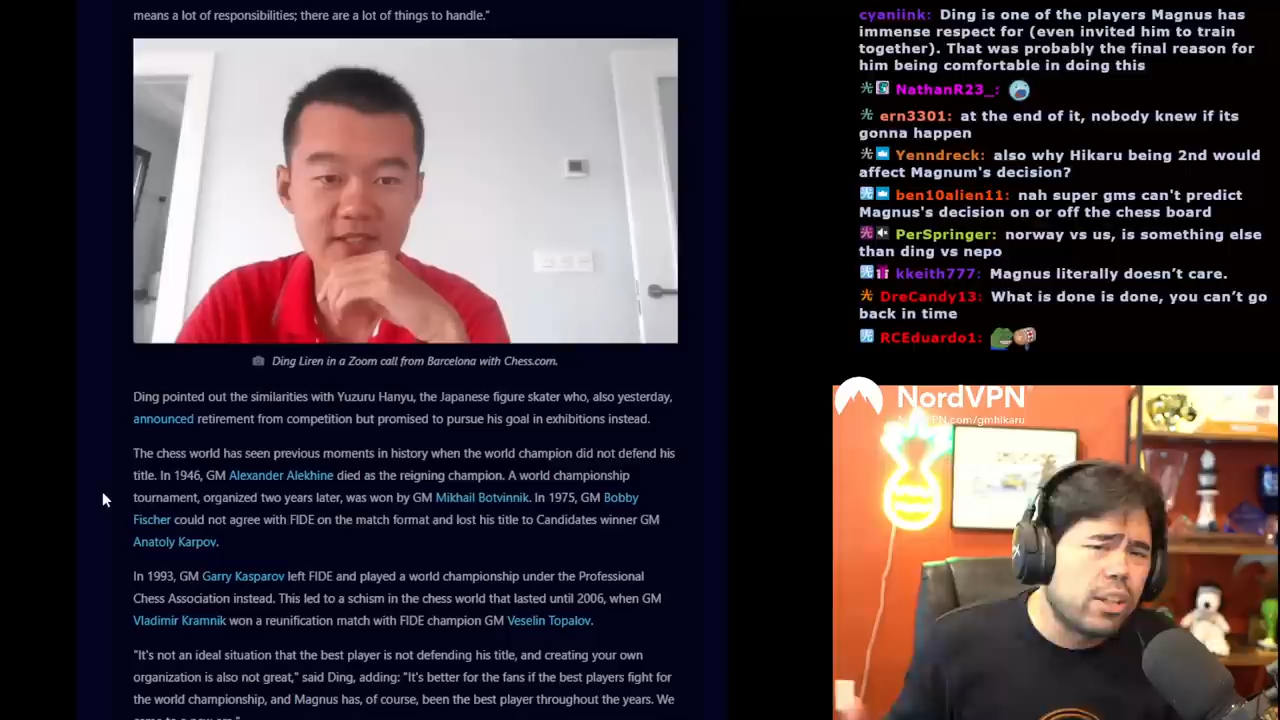 means a lot of responsibilities; there are a lot of things to handle."
Ding Liren in a Zoom call from Barcelona with Chess.com.
Ding pointed out the similarities with Yuzuru Hanyu, the Japanese figure skater who, also yesterday,
announced retirement from competition but promised to pursue his goal in exhibitions instead.
The chess world has seen previous moments in history when the world champion did not defend his
title. In 1946, GM Alexander Alekhine died as the reigning champion. A world championship
tournament, organized two years later, was won by GM Mikhail Botvinnik. In 1975, GM Bobby
Fischer could not agree with FIDE on the match format and lost his title to Candidates winner GM
Anatoly Karpov.
In 1993, GM Garry Kasparov left FIDE and played a world championship under the Professional
Chess Association instead. This led to a schism in the chess world that lasted until 2006, when GM
Vladimir Kramnik won a reunification match with FIDE champion GM Veselin Topalov.
"It's not an ideal situation that the best player is not defending his title, and creating your own
organization is also not great," said Ding, adding: "It's better for the fans if the best players fight for
the world championship, and Magnus has, of course, been the best player throughout the years. We
cyaniink: Ding is one of the players Magnus has
immense respect for (even invited him to train
together). That was probably the final reason for
him being comfortable in doing this
光 NathanR23_:
光 ern3301: at the end of it, nobody knew if its
gonna happen
光 Yenndreck: also why Hikaru being 2nd would
affect Magnum's decision?
光 ben10alien11: nah super gms can't predict
Magnus's decision on or off the chess board
光 PerSpringer: norway vs us, is something else
than ding vs nepo
光 kkeith777: Magnus literally doesn't care.
光 DreCandy13: What is done is done, you can't go
back in time
光 RCEduardo1:
NordVPN
NordVPN.com/gmhikaru